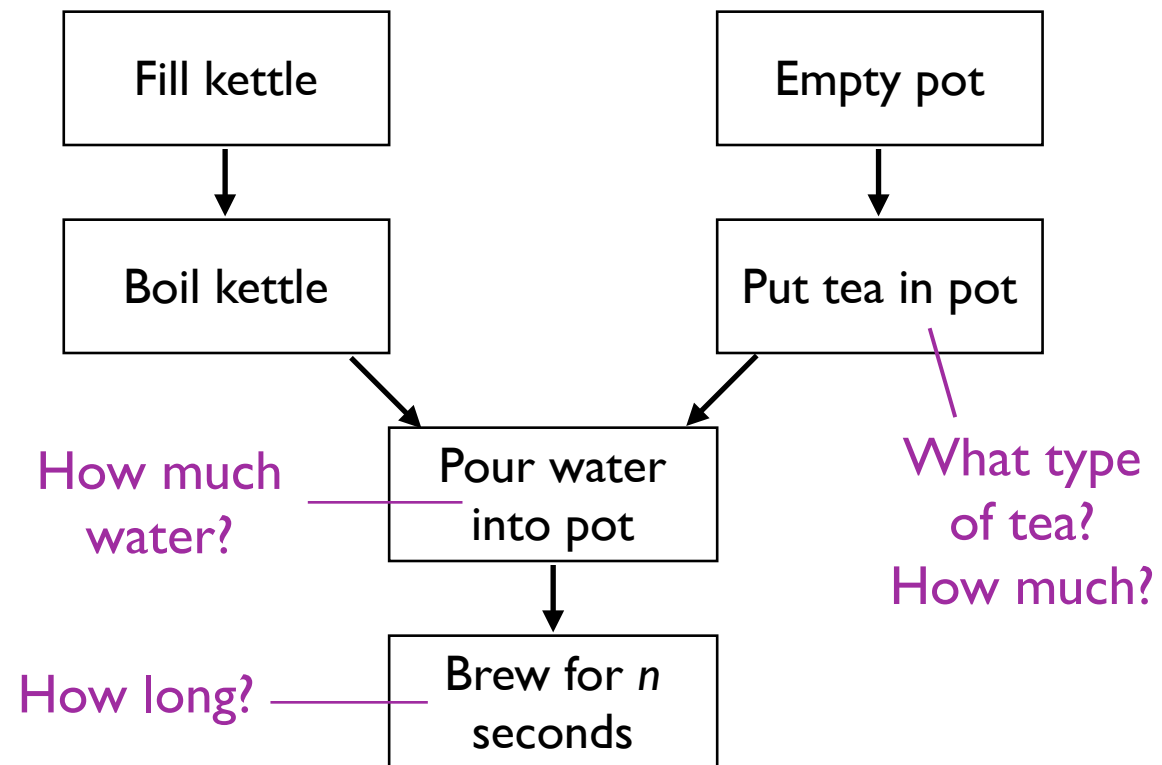 Fill kettle
Empty pot
Boil kettle
Put tea in pot
How much
water?
Pour water
into pot
What type
of tea?
How much?
How long?
Brew for n
seconds